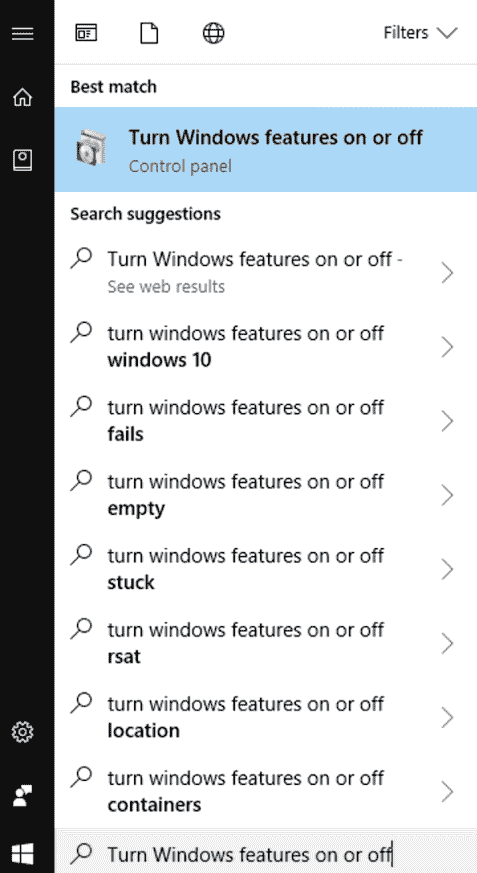 Filters
Best match
Turn Windows features on or off
Control panel
Search suggestions
Turn Windows features on or off -
See web results
turn windows features on or off
windows 10
turn windows features on or off
fails
turn windows features on or off
empty
turn windows features on or off
stuck
turn windows features on or off
rsat
turn windows features on or off
location
turn windows features on or off
containers
Turn Windows features on or off